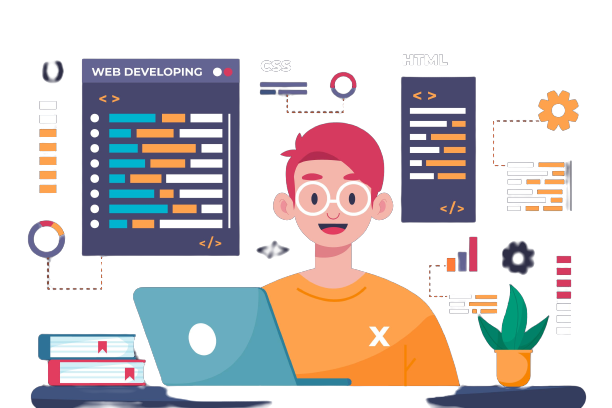 WEB DEVELOPING
< >
</>
CSS
HTML
< >
</>
X